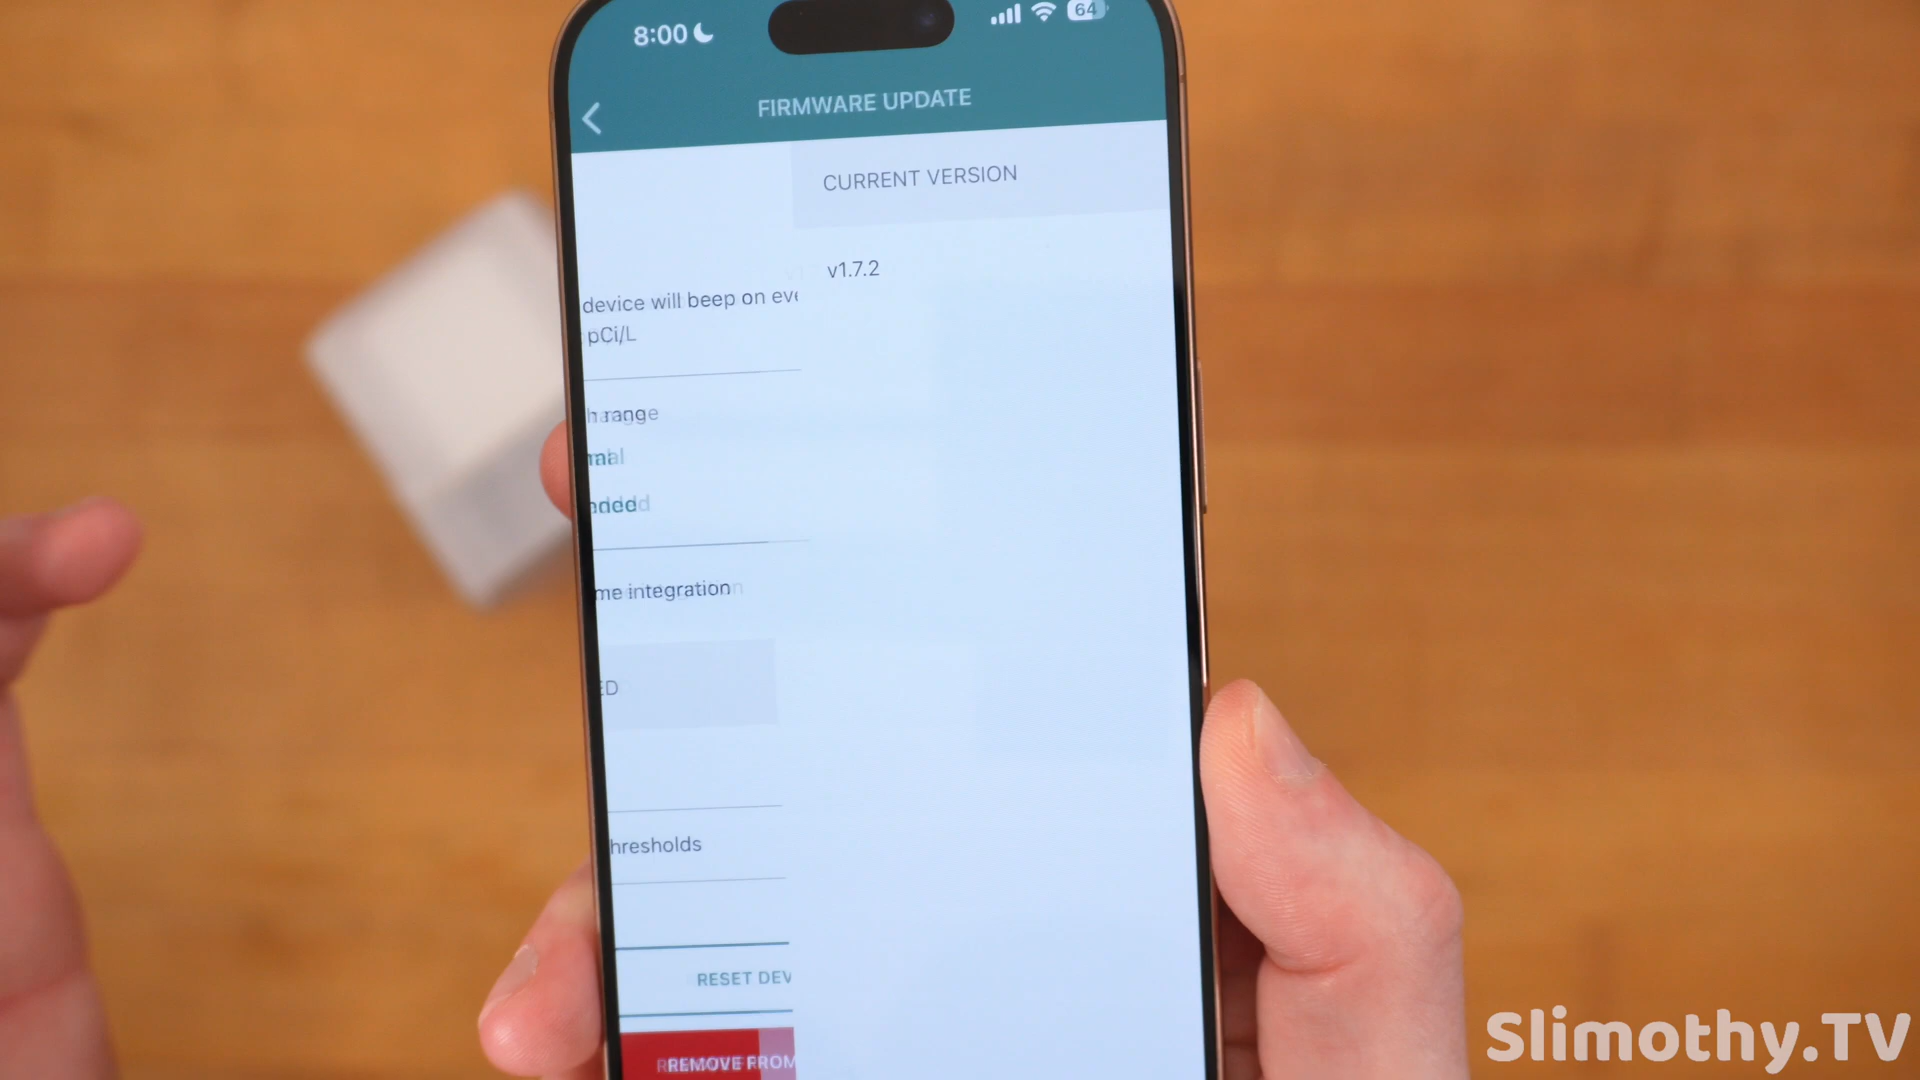 8:00
64
FIRMWARE UPDATE
CURRENT VERSION
v1.7.2
device will beep on
pCi/L
range
me integration
ED
hresholds
RESET DEV
REMOVE FROM
Slimothy.TV